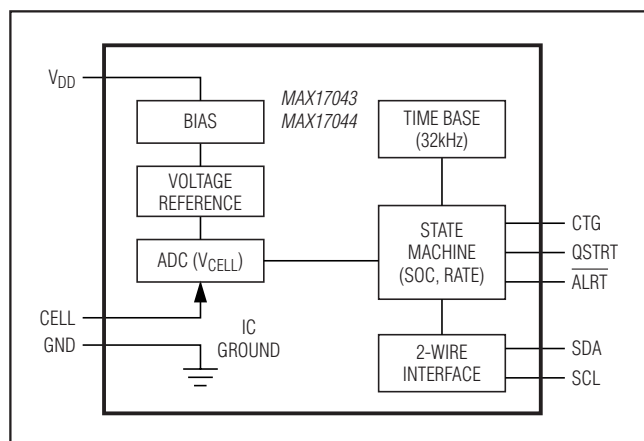 V_DD
MAX17043
MAX17044
BIAS
TIME BASE
(32kHz)
VOLTAGE
REFERENCE
ADC (V_CELL)
STATE
MACHINE
(SOC, RATE)
CTG
QSTRT
A̅L̅R̅T̅
CELL
GND
IC
GROUND
2-WIRE
INTERFACE
SDA
SCL